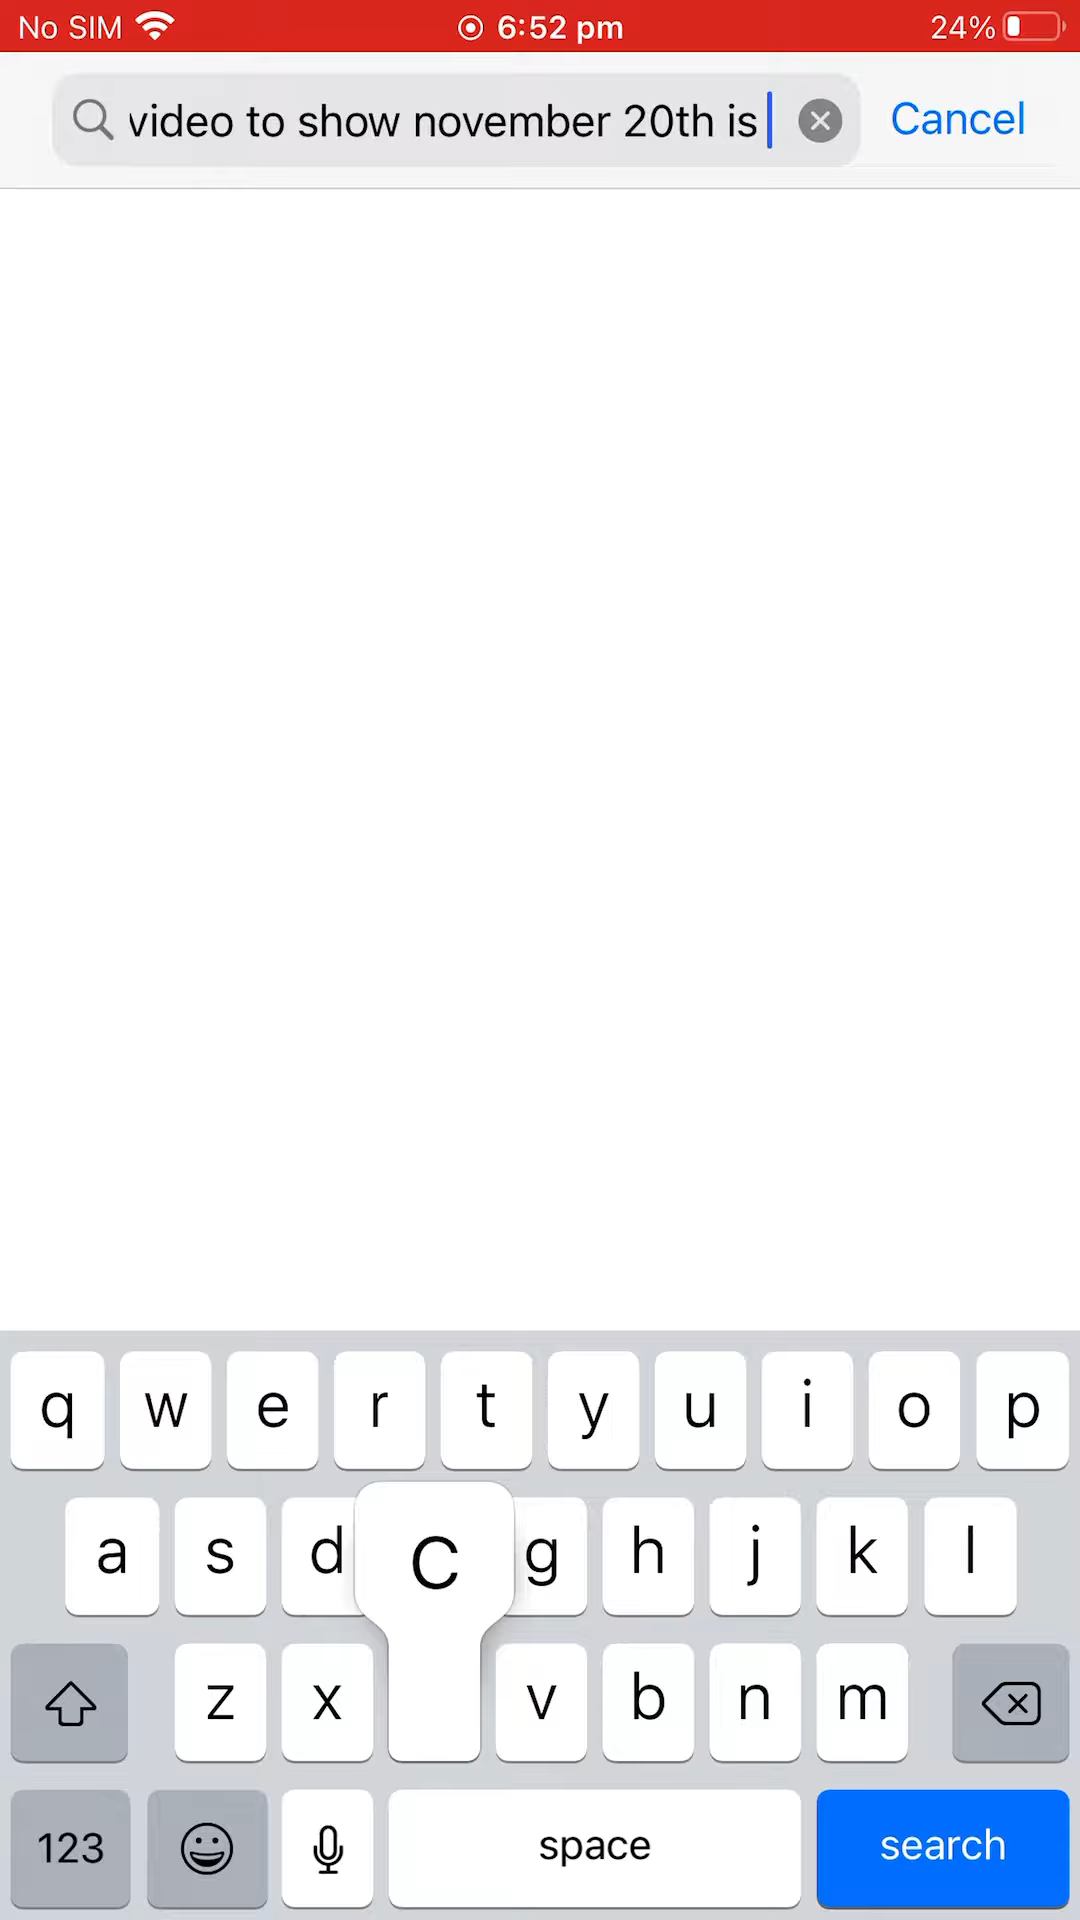 No SIM 6:52 pm 24%
video to show november 20th is Cancel
q w e r t y u i o p
a s d c g h j k l
z x v b n m
123 space search